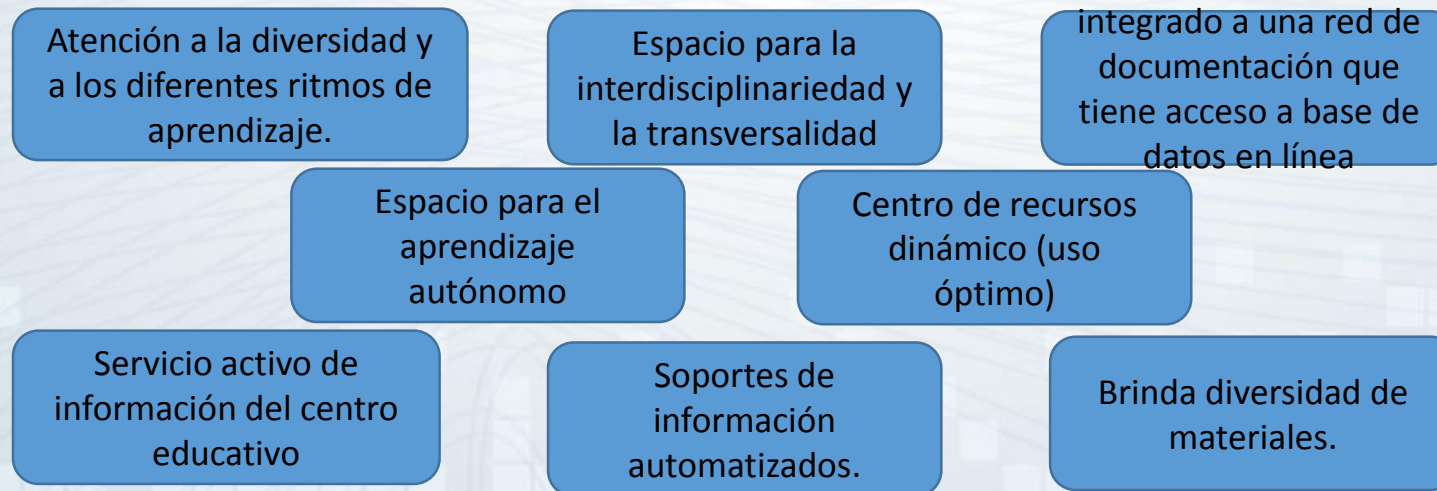 Atención a la diversidad y
a los diferentes ritmos de
aprendizaje.
Espacio para la
interdisciplinariedad y
la transversalidad
integrado a una red de
documentación que
tiene acceso a base de
datos en línea
Espacio para el
aprendizaje
autónomo
Centro de recursos
dinámico (uso
óptimo)
Servicio activo de
información del centro
educativo
Soportes de
información
automatizados.
Brinda diversidad de
materiales.